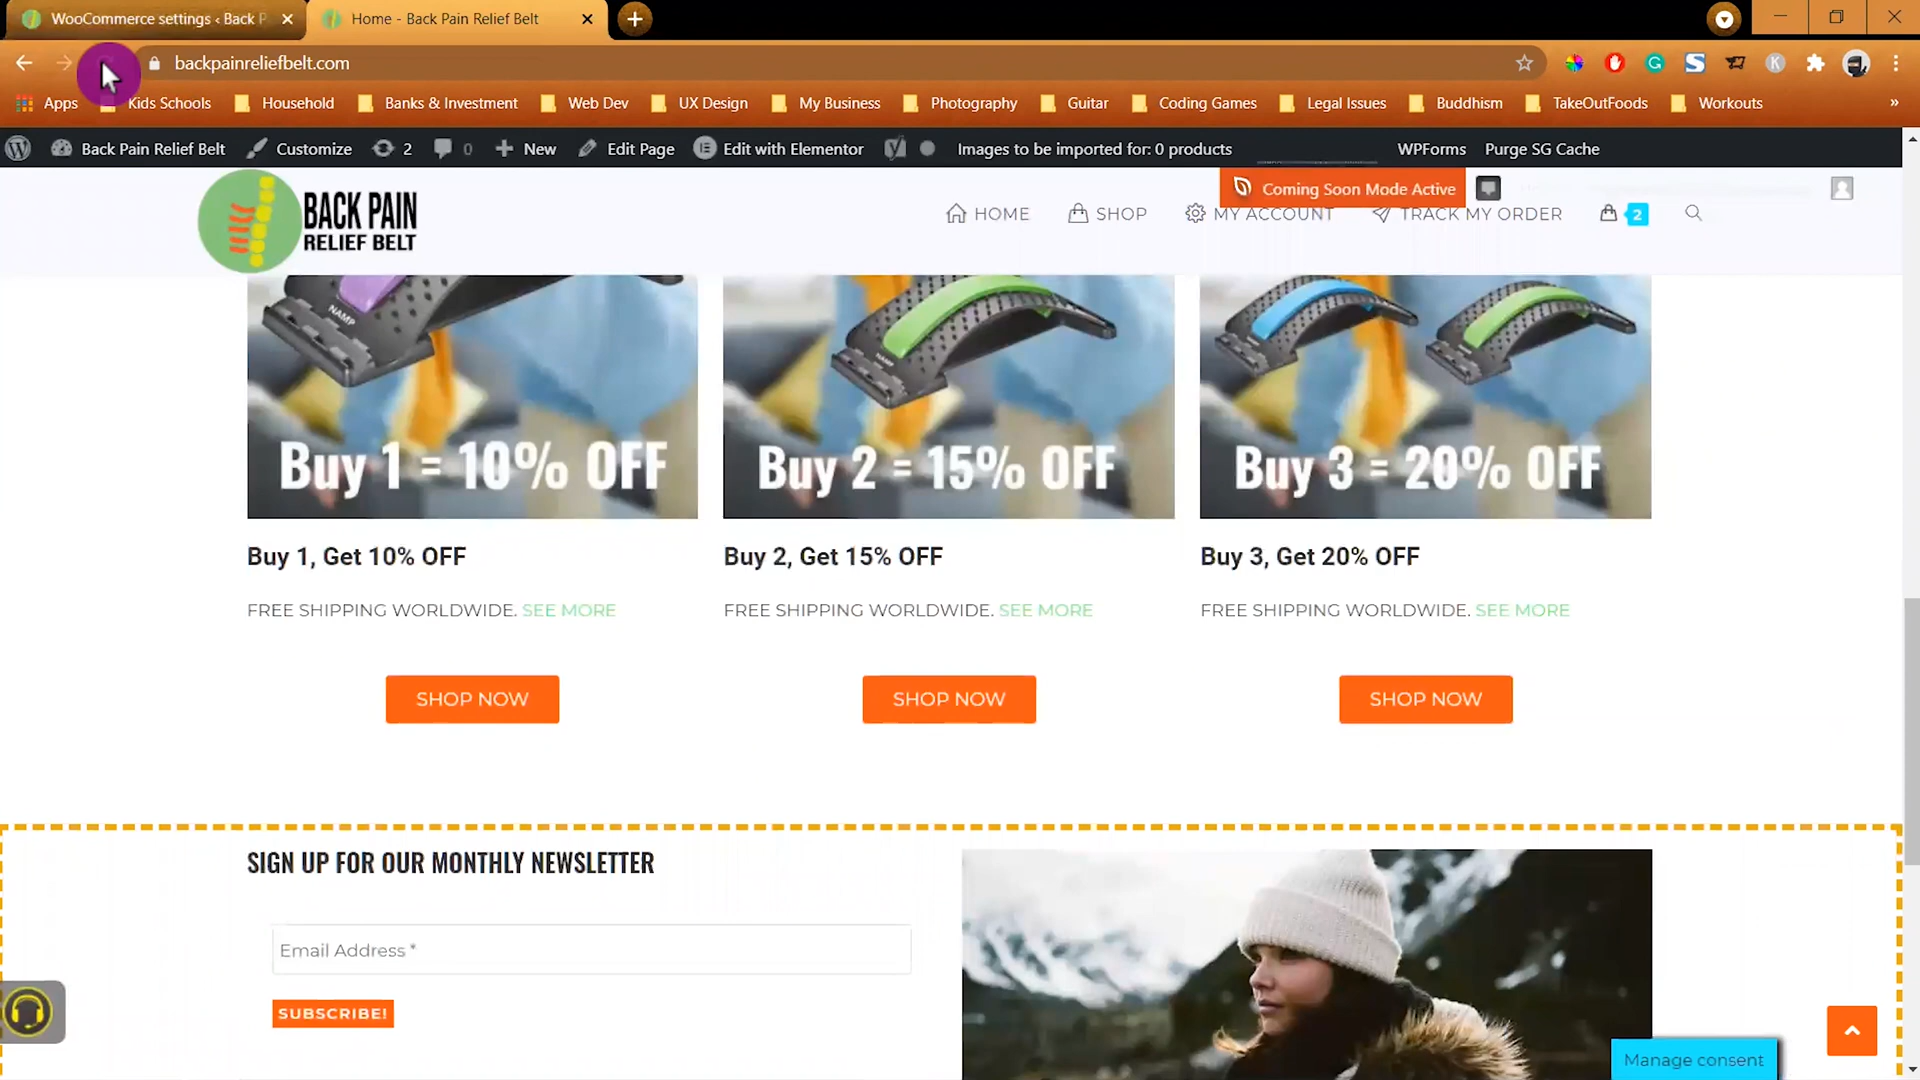 WooCommerce settings ‹ Back P
Home - Back Pain Relief Belt
backpainreliefbelt.com
Apps
Kids Schools
Household
Banks & Investment
Web Dev
UX Design
My Business
Photography
Guitar
Coding Games
Legal Issues
Buddhism
TakeOutFoods
Workouts
»
Back Pain Relief Belt
Customize
2
0
New
Edit Page
Edit with Elementor
Images to be imported for: 0 products
WPForms
Purge SG Cache
Coming Soon Mode Active
BACK PAIN
RELIEF BELT
HOME
SHOP
MY ACCOUNT
TRACK MY ORDER
2
NAMP
NAMP
Buy 1 = 10% OFF
Buy 2 = 15% OFF
Buy 3 = 20% OFF
Buy 1, Get 10% OFF
Buy 2, Get 15% OFF
Buy 3, Get 20% OFF
FREE SHIPPING WORLDWIDE. SEE MORE
FREE SHIPPING WORLDWIDE. SEE MORE
FREE SHIPPING WORLDWIDE. SEE MORE
SHOP NOW
SHOP NOW
SHOP NOW
SIGN UP FOR OUR MONTHLY NEWSLETTER
Email Address *
SUBSCRIBE!
Manage consent